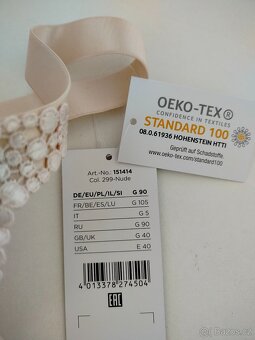 OEKO-TEX®
CONFIDENCE IN TEXTILES
STANDARD 100
08.0.61936 HOHENSTEIN HTTI
Geprüft auf Schadstoffe
oeko-tex.com/standard100
Art.-No.: 151414
Col. 299-Nude
DE/EU/PL/IL/SI G 90
FR/BE/ES/LU G 105
IT G 5
RU G 90
GB/UK G 40
USA E 40
4 013378 274504
EAC